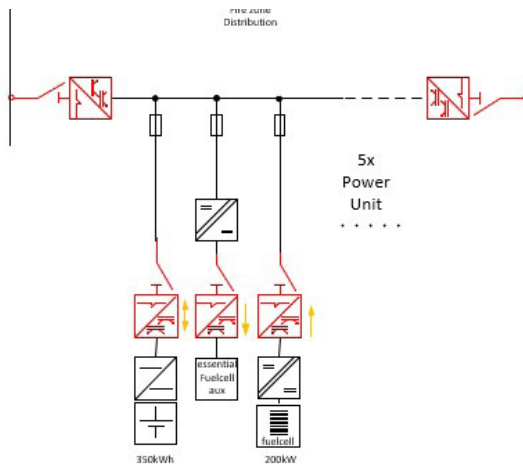 Fire zone
Distribution
5x
Power
Unit
essential
Fuelcell
aux
fuelcell
350kWh
200kW